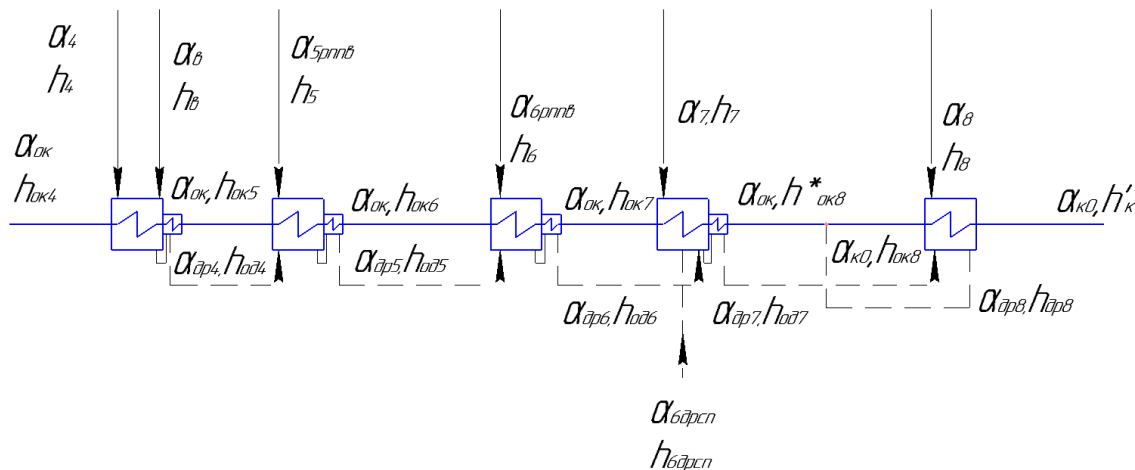 α4
h4
αв
hв
α5рппв
h5
α6рппв
h6
α7, h7
α8
h8
αок
hок4
αок, hок5
αок, hок6
αок, hок7
αок, h*ок8
αк0, h'к
αк0, hок8
αдр4, hод4
αдр5, hод5
αдр6, hод6
αдр7, hод7
αдр8, hдр8
α6дрсп
h6дрсп